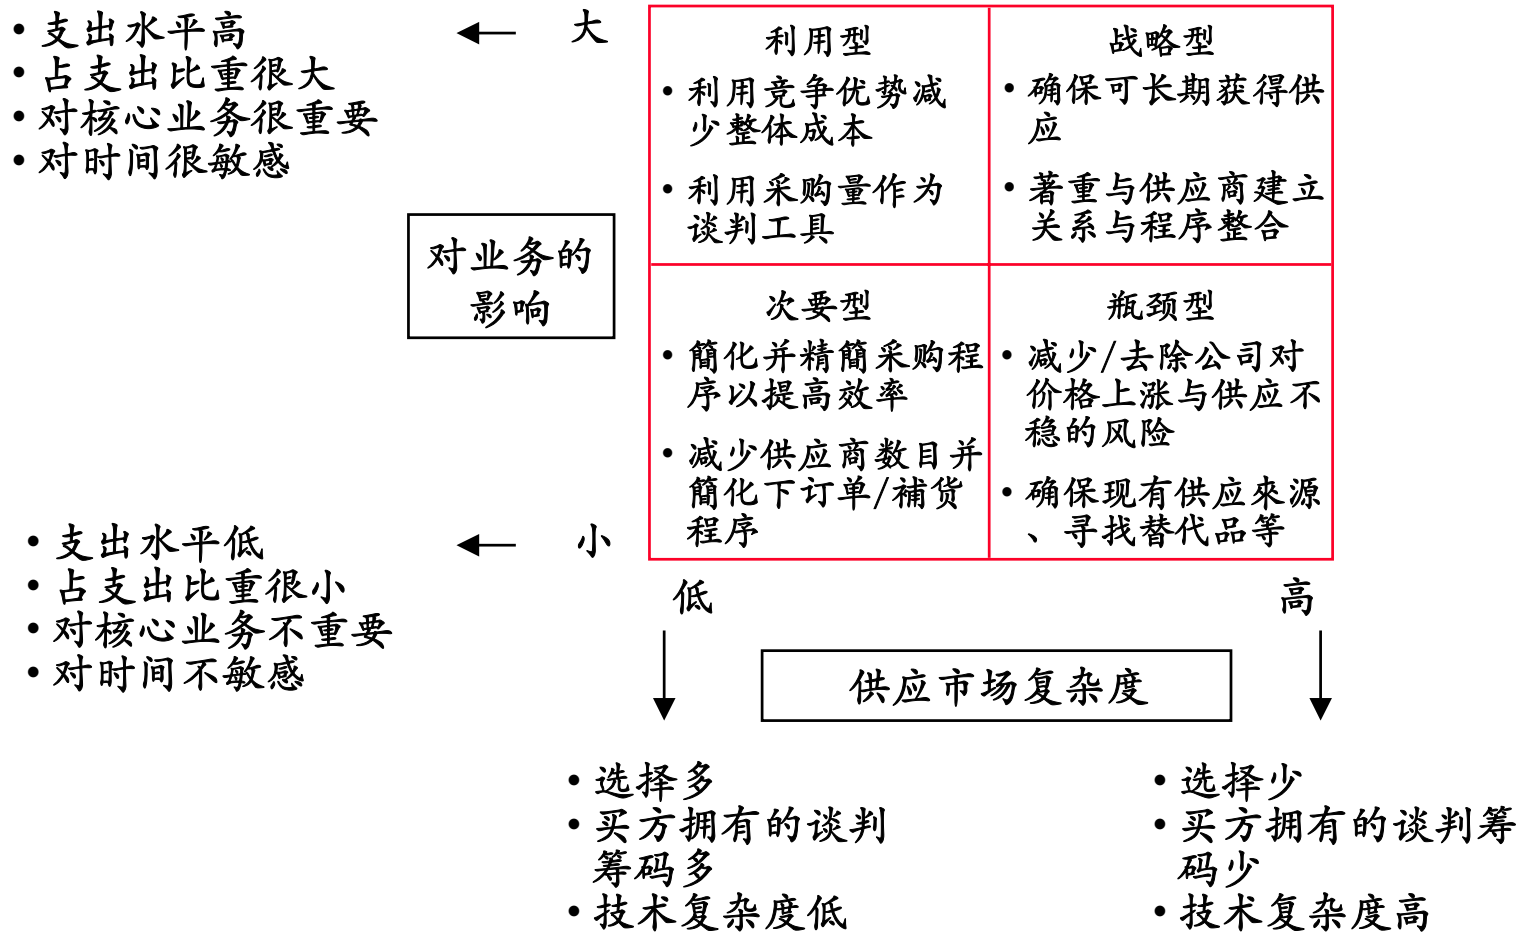 • 支出水平高
• 占支出比重很大
• 对核心业务很重要
• 对时间很敏感
大
利用型
• 利用竞争优势减
少整体成本
• 利用采购量作为
谈判工具
战略型
• 确保可长期获得供
应
• 著重与供应商建立
关系与程序整合
对业务的
影响
次要型
• 簡化并精簡采购程
序以提高效率
• 减少供应商数目并
簡化下订单/補货
程序
瓶颈型
• 减少/去除公司对
价格上涨与供应不
稳的风险
• 确保现有供应來源
、寻找替代品等
• 支出水平低
• 占支出比重很小
• 对核心业务不重要
• 对时间不敏感
小
低
高
供应市场复杂度
• 选择多
• 买方拥有的谈判
筹码多
• 技术复杂度低
• 选择少
• 买方拥有的谈判筹
码少
• 技术复杂度高